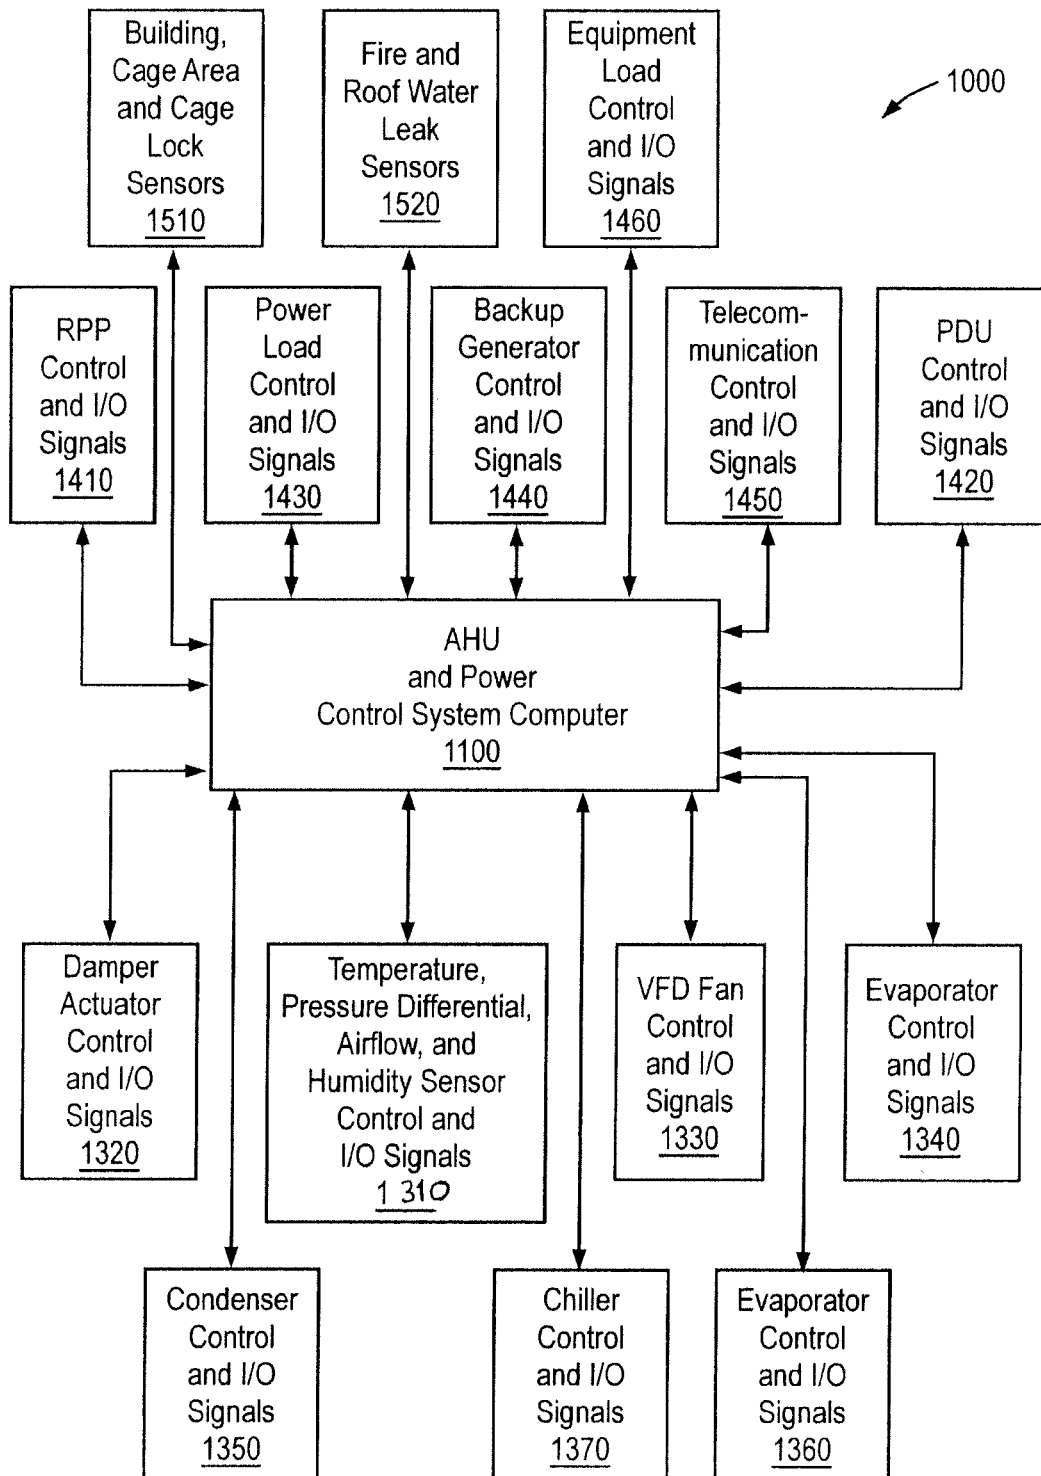 Building,
Cage Area
and Cage
Lock
Sensors
1510
Fire and
Roof Water
Leak
Sensors
1520
Equipment
Load
Control
and I/O
Signals
1460
1000
RPP
Control
and I/O
Signals
1410
Power
Load
Control
and I/O
Signals
1430
Backup
Generator
Control
and I/O
Signals
1440
Telecom-
munication
Control
and I/O
Signals
1450
PDU
Control
and I/O
Signals
1420
AHU
and Power
Control System Computer
1100
Damper
Actuator
Control
and I/O
Signals
1320
Temperature,
Pressure Differential,
Airflow, and
Humidity Sensor
Control and
I/O Signals
1310
VFD Fan
Control
and I/O
Signals
1330
Evaporator
Control
and I/O
Signals
1340
Condenser
Control
and I/O
Signals
1350
Chiller
Control
and I/O
Signals
1370
Evaporator
Control
and I/O
Signals
1360